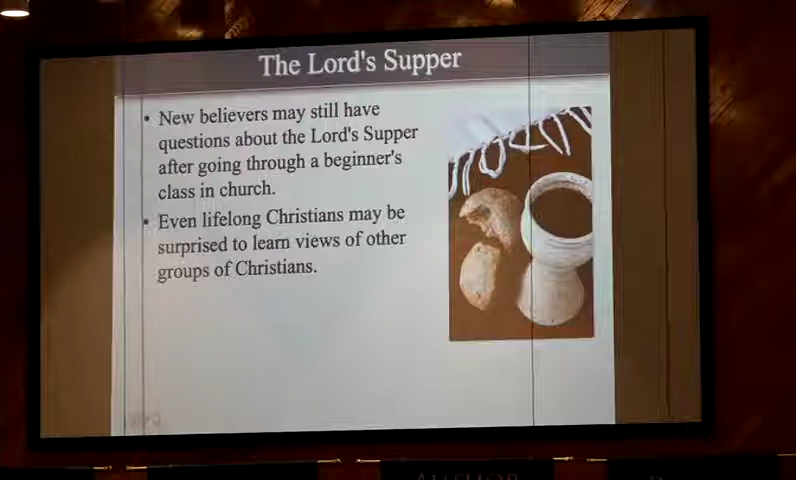 The Lord's Supper
• New believers may still have
questions about the Lord's Supper
after going through a beginner's
class in church.
• Even lifelong Christians may be
surprised to learn views of other
groups of Christians.